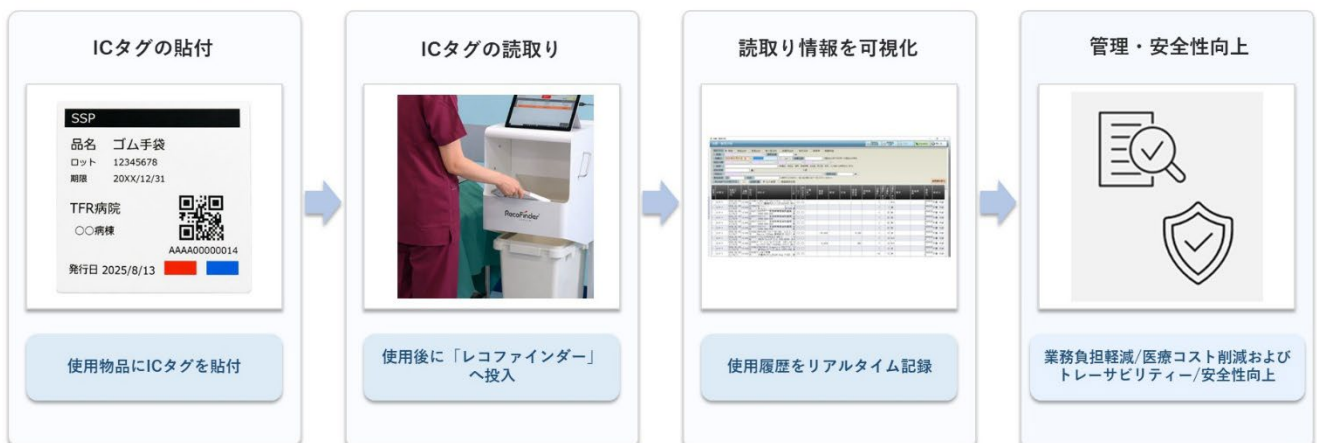 ICタグの貼付
SSP
品名 ゴム手袋
ロット 12345678
期限 20XX/12/31
TFR病院
○○病棟
AAAA00000014
発行日 2025/8/13
使用物品にICタグを貼付
ICタグの読取り
RecoFinder
使用後に「レコファインダー」
へ投入
読取り情報を可視化
使用履歴をリアルタイム記録
管理・安全性向上
業務負担軽減/医療コスト削減および
トレーサビリティー/安全性向上